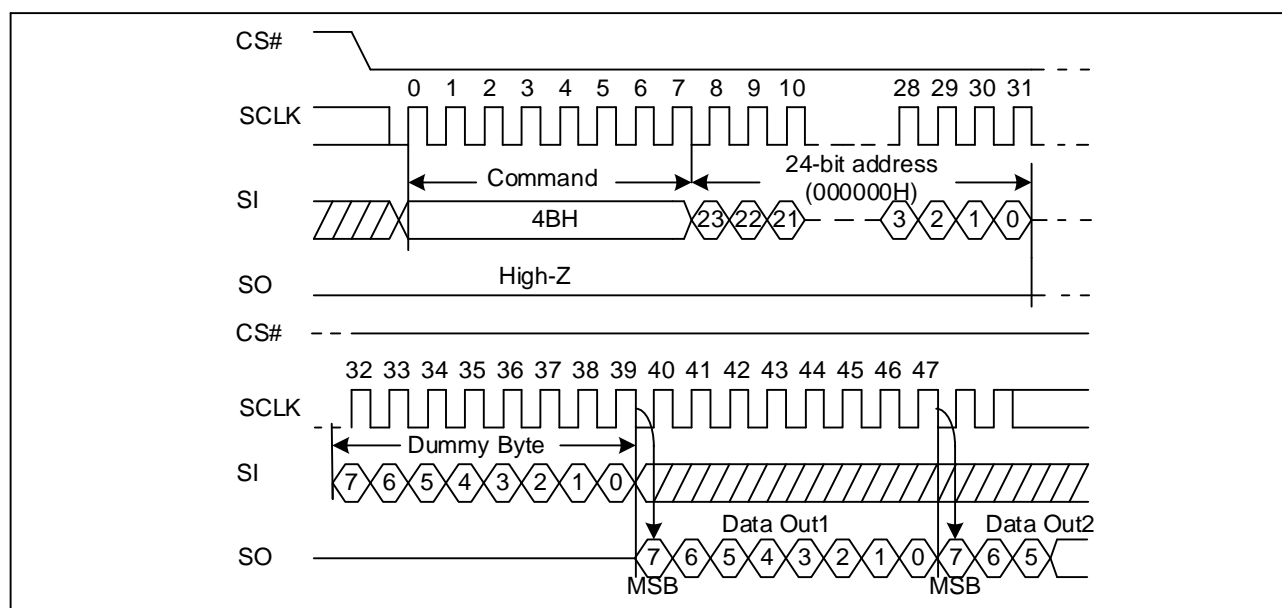 CS#
0 1 2 3 4 5 6 7 8 9 10 28 29 30 31
SCLK
Command
24-bit address
(000000H)
SI
4BH
23 22 21 3 2 1 0
High-Z
SO
CS#
32 33 34 35 36 37 38 39 40 41 42 43 44 45 46 47
SCLK
Dummy Byte
SI
7 6 5 4 3 2 1 0
Data Out1 Data Out2
SO
7 6 5 4 3 2 1 0 7 6 5
MSB MSB